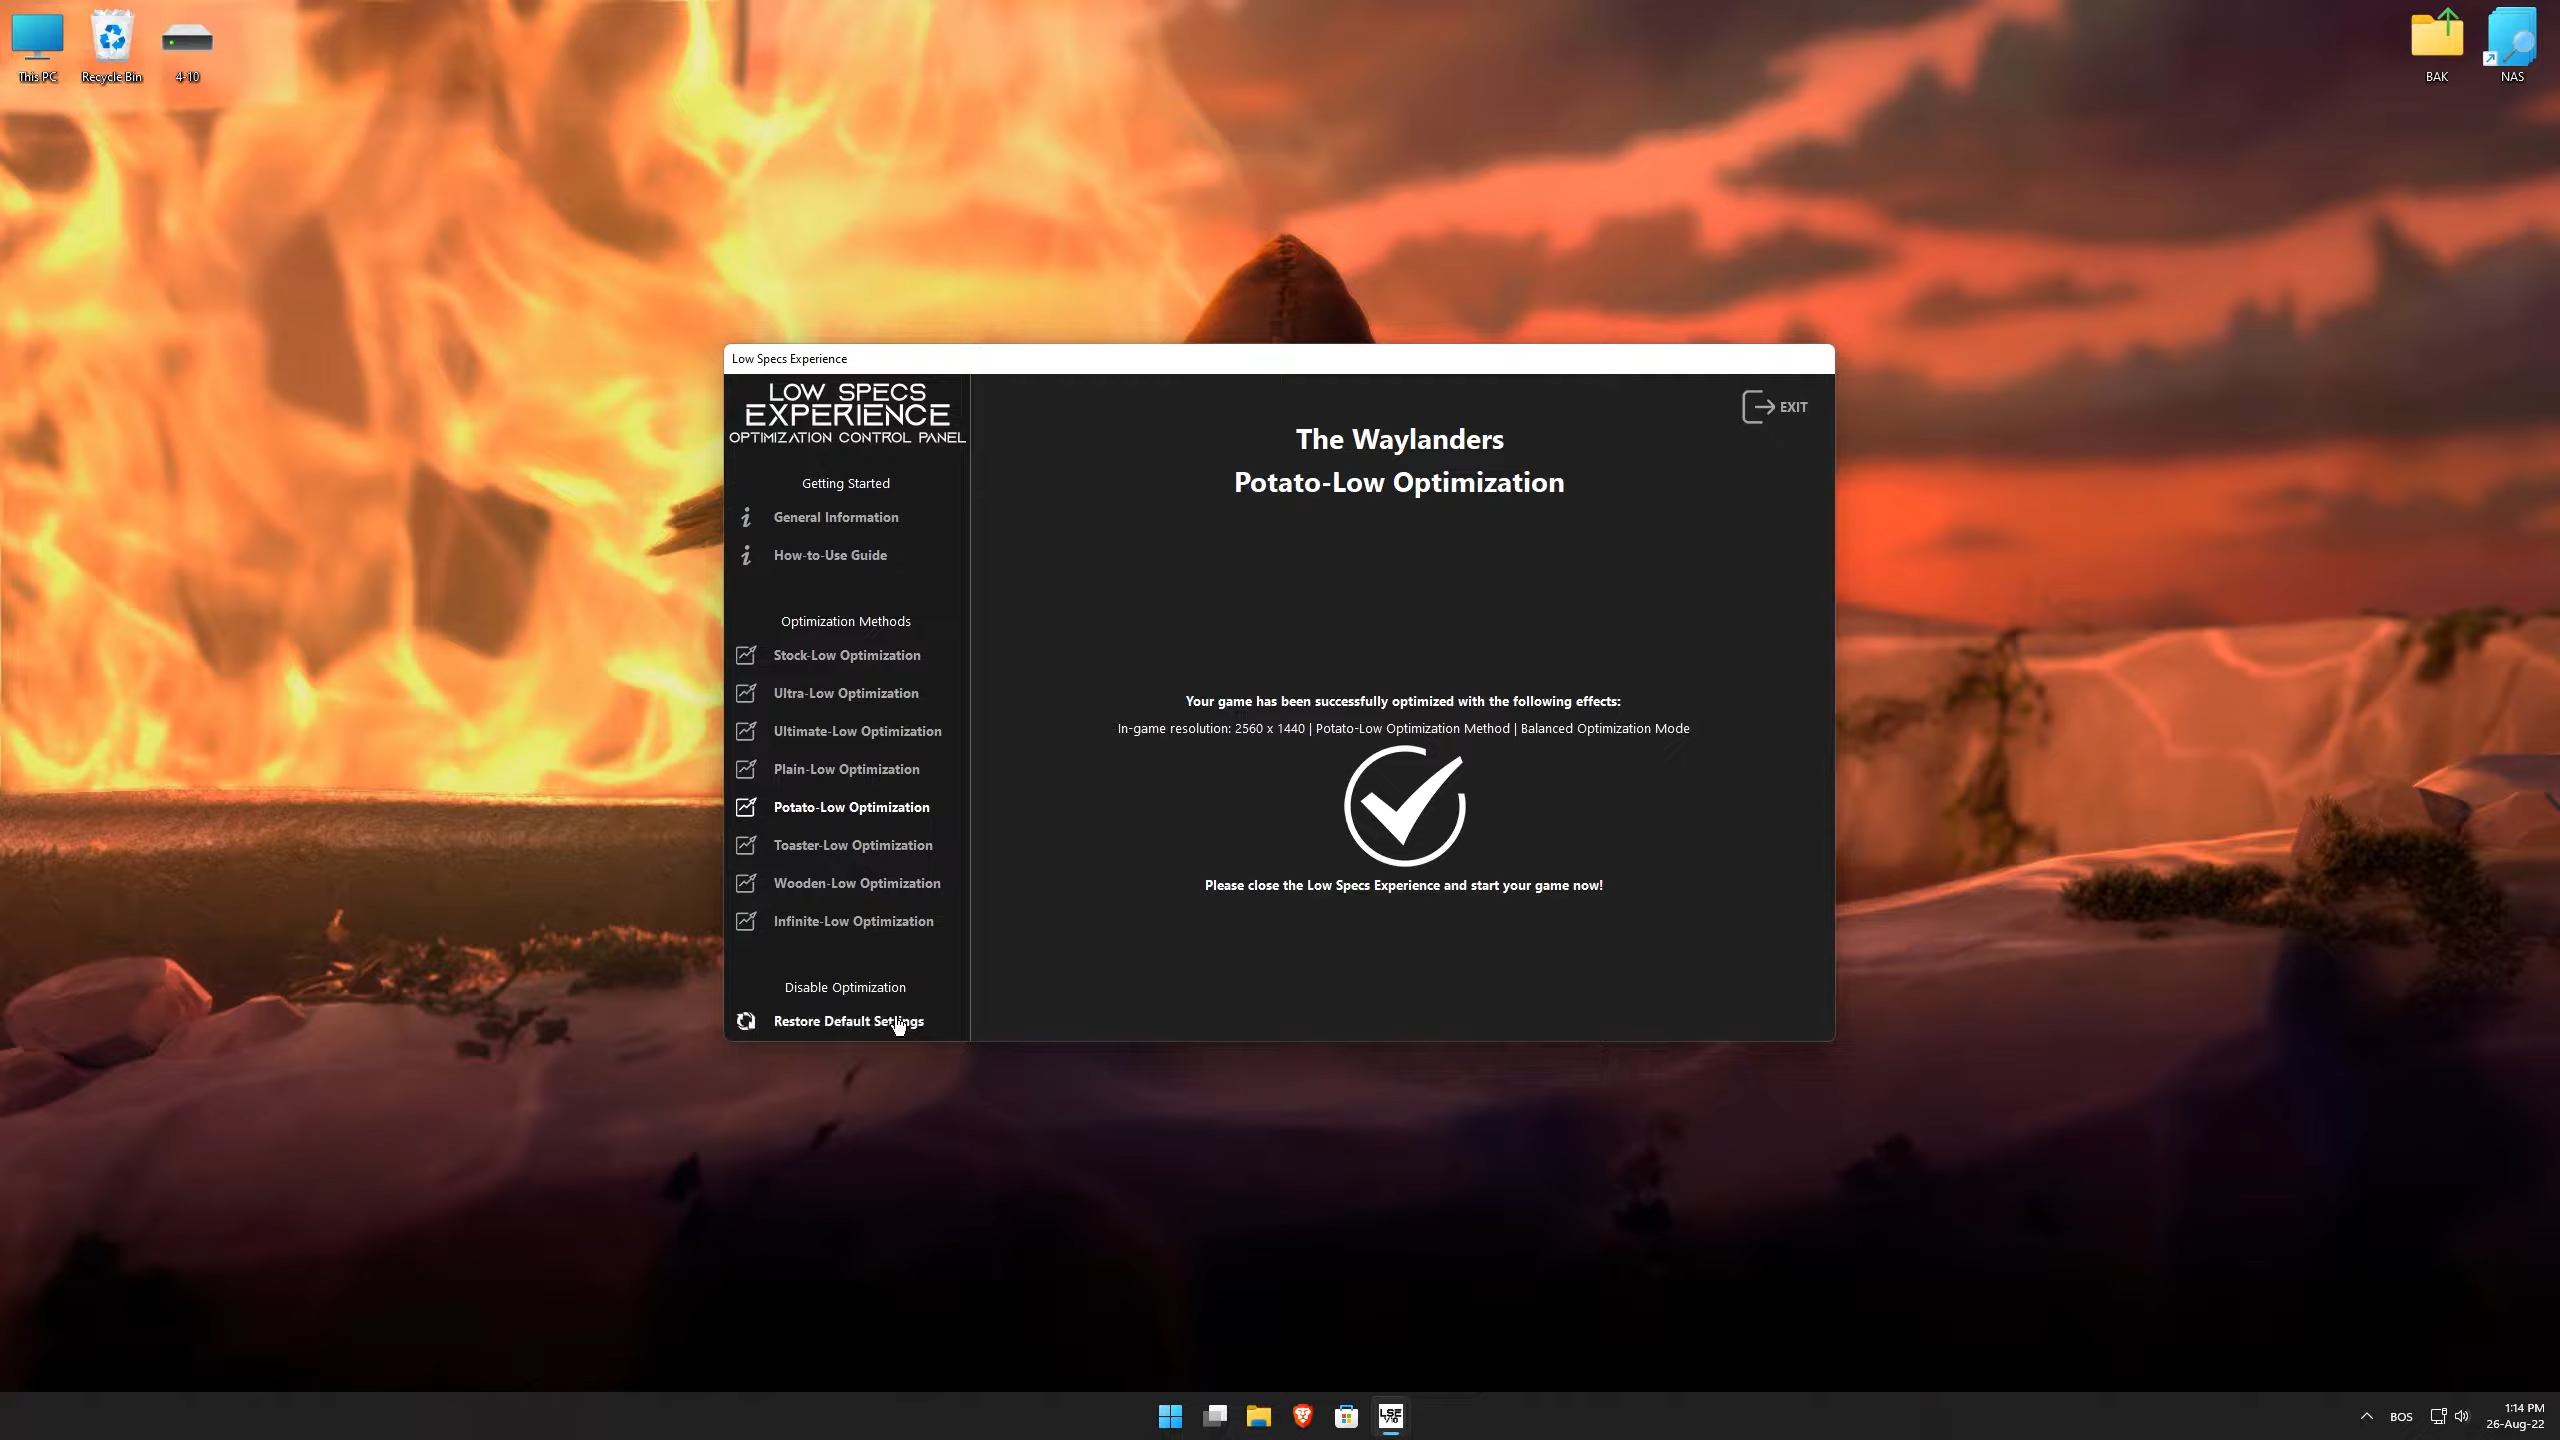 This PC
Recycle Bin
4-10
BAK
NAS
Low Specs Experience
LOW SPECS
EXPERIENCE
OPTIMIZATION CONTROL PANEL
Getting Started
General Information
How-to-Use Guide
Optimization Methods
Stock-Low Optimization
Ultra-Low Optimization
Ultimate-Low Optimization
Plain-Low Optimization
Potato-Low Optimization
Toaster-Low Optimization
Wooden-Low Optimization
Infinite-Low Optimization
Disable Optimization
Restore Default Settings
EXIT
The Waylanders
Potato-Low Optimization
Your game has been successfully optimized with the following effects:
In-game resolution: 2560 x 1440 | Potato-Low Optimization Method | Balanced Optimization Mode
Please close the Low Specs Experience and start your game now!
LSE
V10
BOS
1:14 PM
26-Aug-22